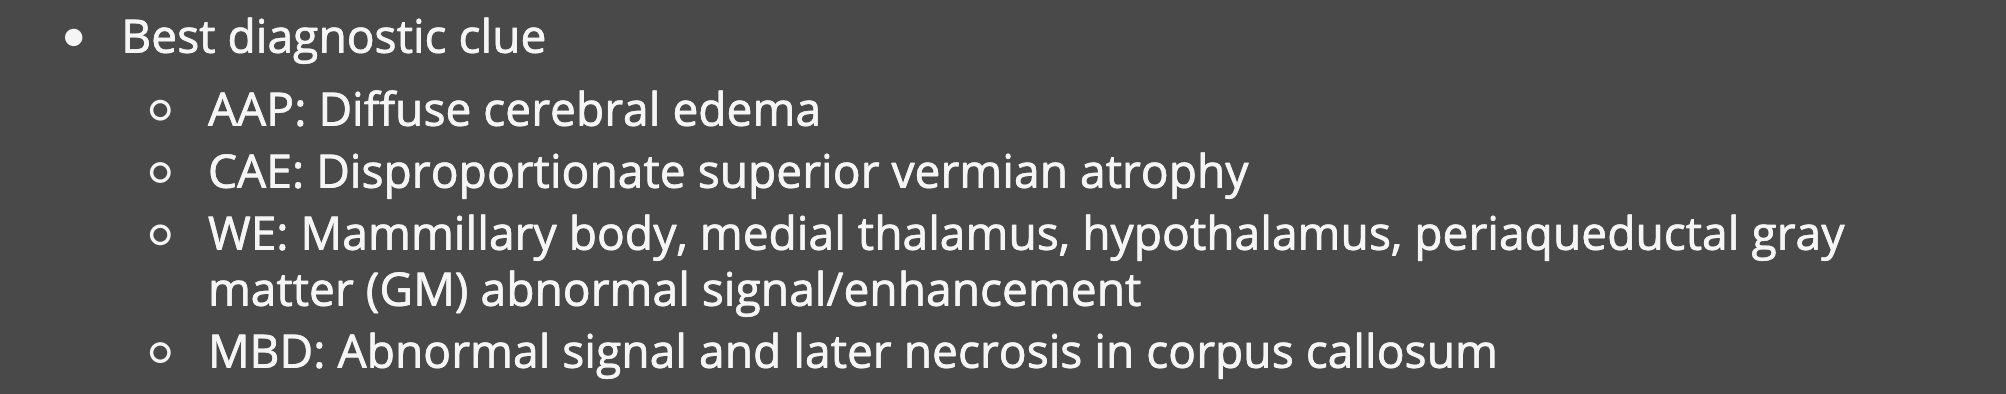 • Best diagnostic clue
○ AAP: Diffuse cerebral edema
○ CAE: Disproportionate superior vermian atrophy
○ WE: Mammillary body, medial thalamus, hypothalamus, periaqueductal gray
matter (GM) abnormal signal/enhancement
○ MBD: Abnormal signal and later necrosis in corpus callosum